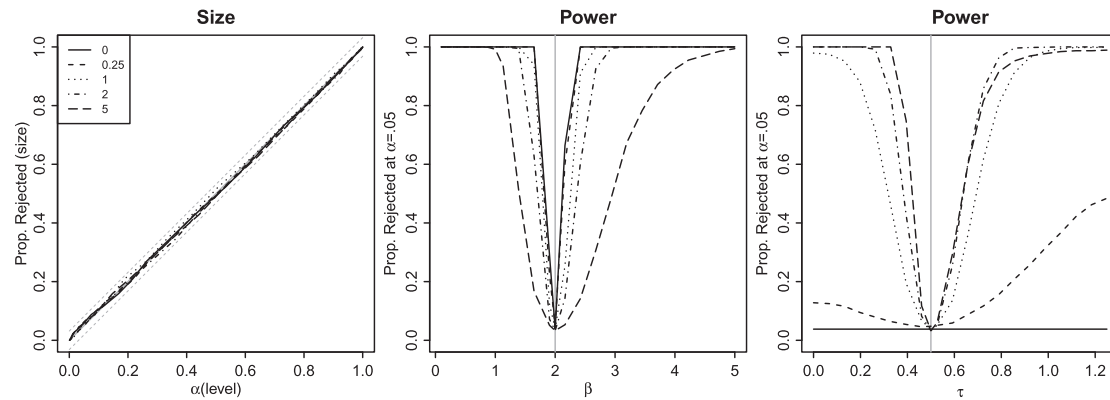 Size
Prop. Rejected (size)
0.0 0.2 0.4 0.6 0.8 1.0
0
0.25
1
2
5
0.0 0.2 0.4 0.6 0.8 1.0
α(level)
Power
Prop. Rejected at α=.05
0.0 0.2 0.4 0.6 0.8 1.0
0 1 2 3 4 5
β
Power
Prop. Rejected at α=.05
0.0 0.2 0.4 0.6 0.8 1.0
0.0 0.2 0.4 0.6 0.8 1.0 1.2
τ